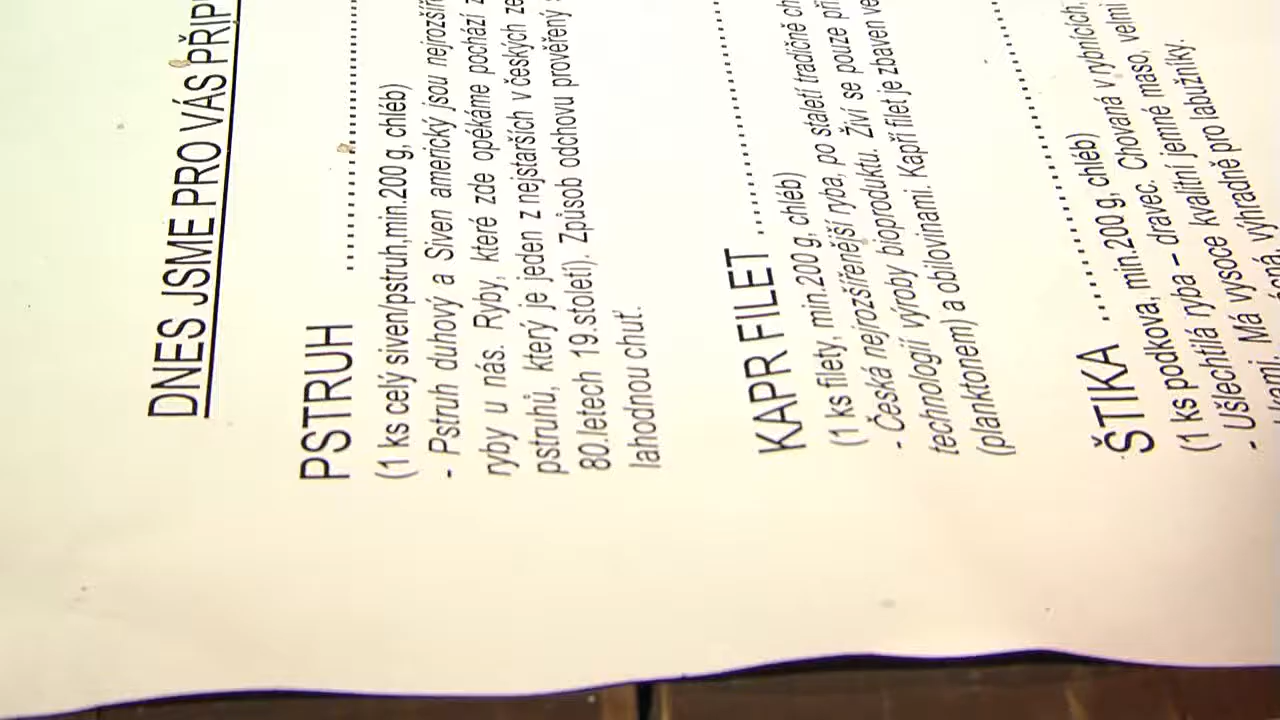 DNES JSME PRO VÁS PŘIP
PSTRUH ..........................
(1 ks celý siven/pstruh,min.200 g, chléb)
- Pstruh duhový a Siven americký jsou nejrozšíře
ryby u nás. Ryby, které zde opékáme pochází z
pstruhů, který je jeden z nejstarších v českých ze
80.letech 19.století). Způsob odchovu prověřený
lahodnou chuť.
KAPR FILET ..........................
(1 ks filety, min.200 g, chléb)
- Česká nejrozšířenější ryba, po staletí tradičně ch
technologií výroby bioproduktu. Živí se pouze při
(planktonem) a obilovinami. Kapří filet je zbaven ve
ŠTIKA ..........................
(1 ks podkova, min.200 g, chléb)
- Ušlechtilá ryba – dravec. Chovaná v rybnících,
Má vysoce kvalitní jemné maso, velmi
výhradně pro labužníky.